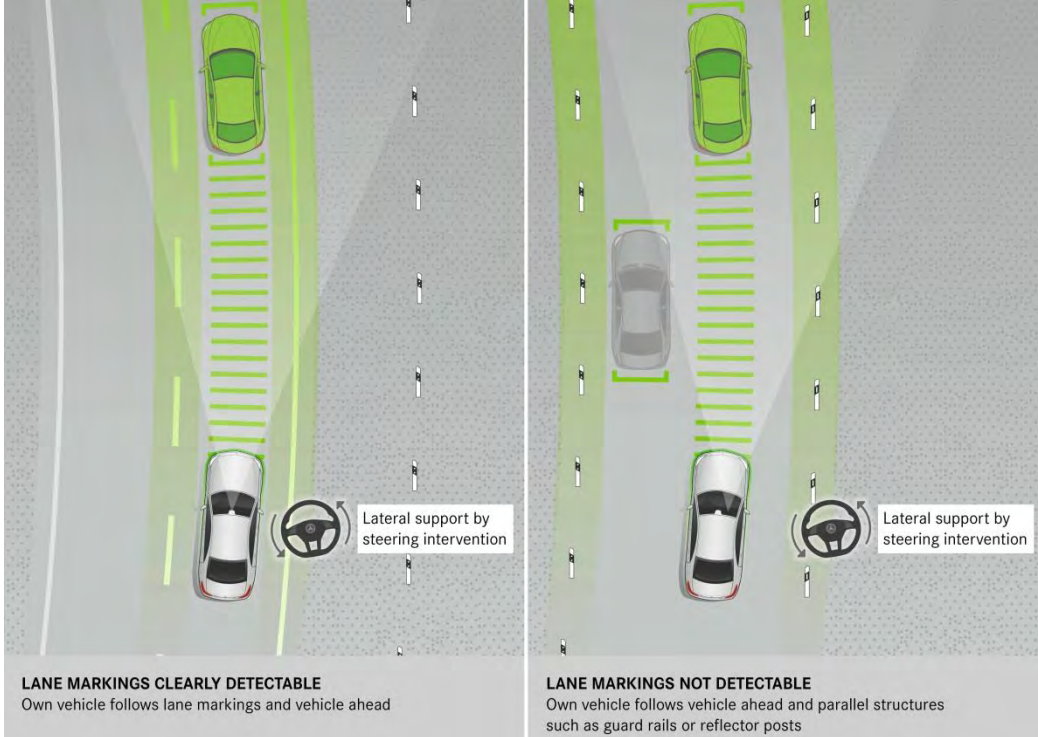 Lateral support by
steering intervention
Lateral support by
steering intervention
LANE MARKINGS CLEARLY DETECTABLE
Own vehicle follows lane markings and vehicle ahead
LANE MARKINGS NOT DETECTABLE
Own vehicle follows vehicle ahead and parallel structures
such as guard rails or reflector posts